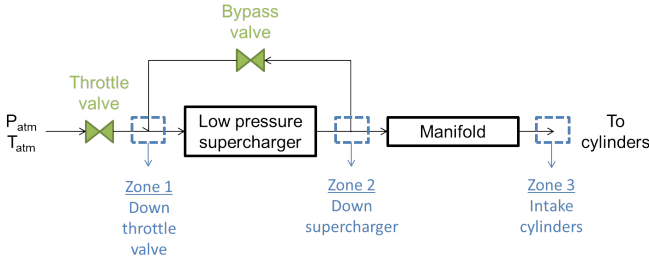 Bypass
valve
Throttle
valve
Patm
Tatm
Low pressure
supercharger
Manifold
To
cylinders
Zone 1
Down
throttle
valve
Zone 2
Down
supercharger
Zone 3
Intake
cylinders